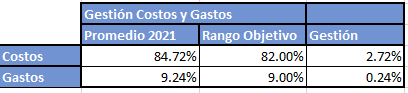 Gestión Costos y Gastos
Promedio 2021 Rango Objetivo Gestión
Costos 84.72% 82.00% 2.72%
Gastos 9.24% 9.00% 0.24%